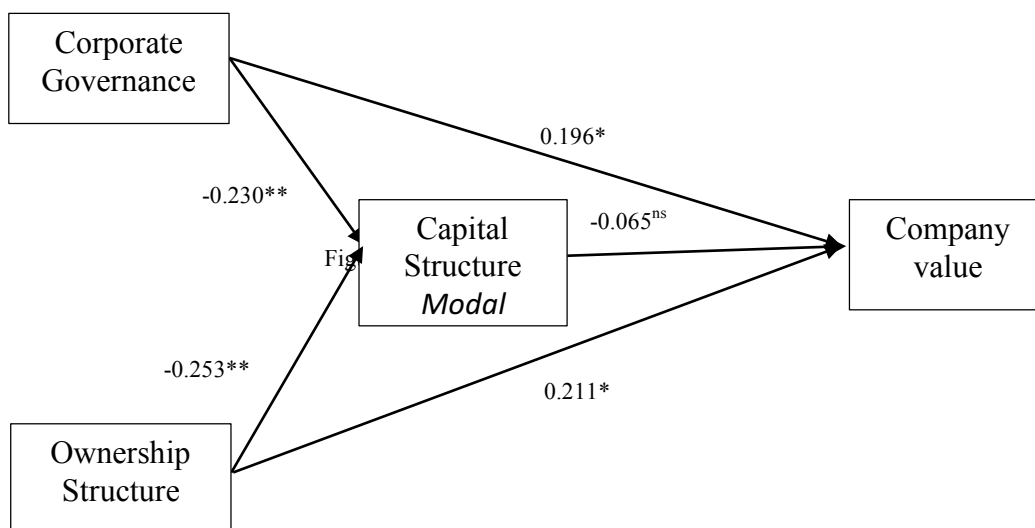 Corporate
Governance
0.196*
-0.230**
Capital
Structure
Modal
-0.065ns
Company
value
Fig
-0.253**
0.211*
Ownership
Structure